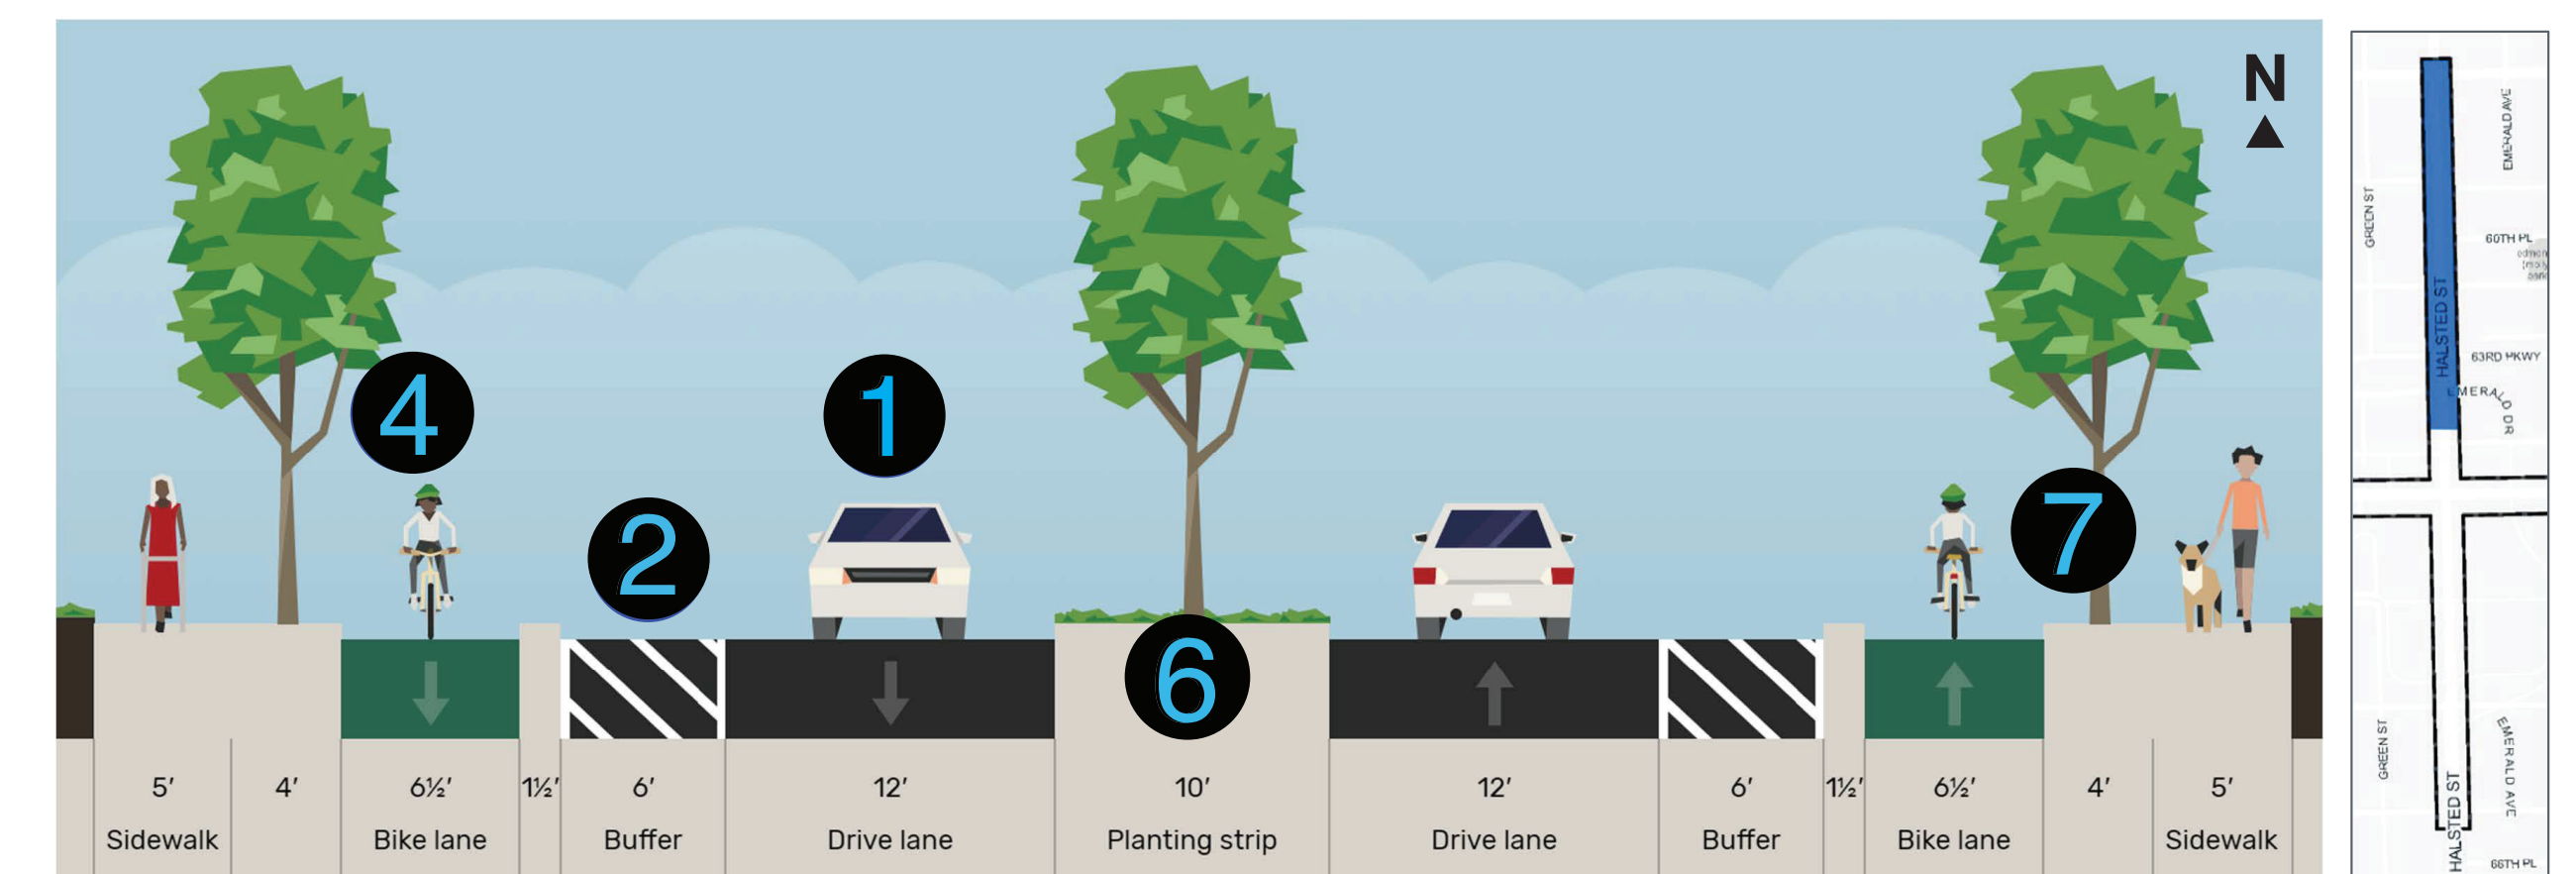 N
4
1
2
7
6
5' 4' 6½' 1½' 6' 12' 10' 12' 6' 1½' 6½' 4' 5'
Sidewalk Bike lane Buffer Drive lane Planting strip Drive lane Buffer Bike lane Sidewalk
EMERALD AVE
GREEN ST
60TH PL
HALSTED ST
63RD PKWY
EMERALD DR
GREEN ST
EMERALD AVE
HALSTED ST
66TH PL